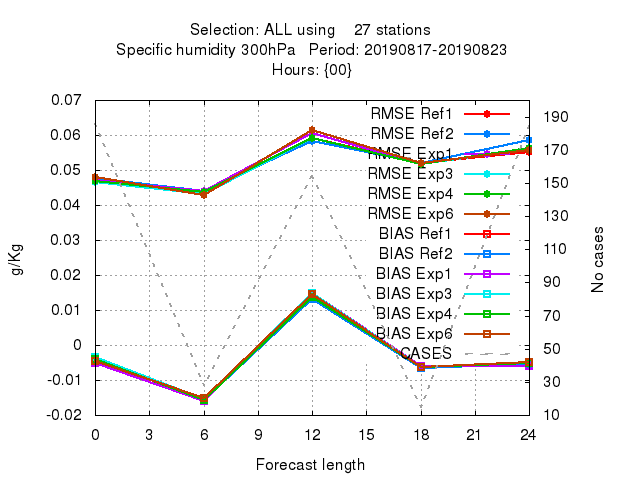 Selection: ALL using    27 stations
Specific humidity 300hPa   Period: 20190817-20190823
Hours: {00}
0.07
0.06
0.05
0.04
0.03
0.02
0.01
0
-0.01
-0.02
g/Kg
RMSE Ref1
RMSE Ref2
RMSE Exp1
RMSE Exp3
RMSE Exp4
RMSE Exp6
BIAS Ref1
BIAS Ref2
BIAS Exp1
BIAS Exp3
BIAS Exp4
BIAS Exp6
CASES
190
170
150
130
110
90
70
50
30
10
No cases
0 3 6 9 12 15 18 21 24
Forecast length